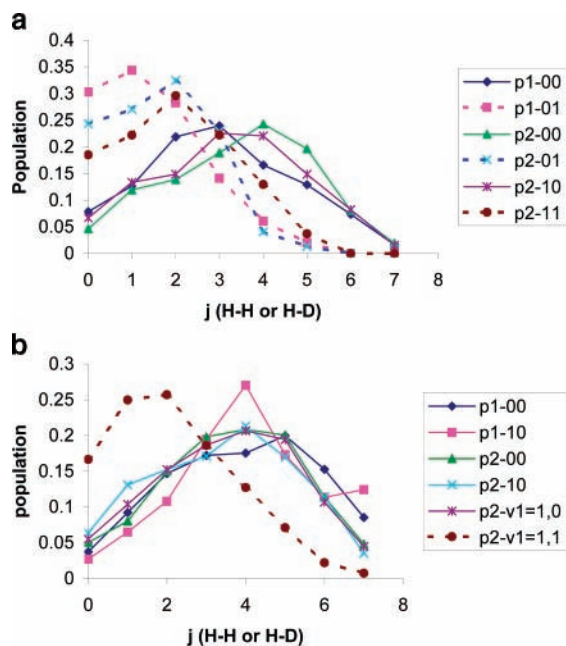 a
Population
0.4
0.35
0.3
0.25
0.2
0.15
0.1
0.05
0
0 1 2 3 4 5 6 7 8
j (H-H or H-D)
p1-00
p1-01
p2-00
p2-01
p2-10
p2-11
b
population
0.3
0.25
0.2
0.15
0.1
0.05
0
0 2 4 6 8
j (H-H or H-D)
p1-00
p1-10
p2-00
p2-10
p2-v1=1,0
p2-v1=1,1